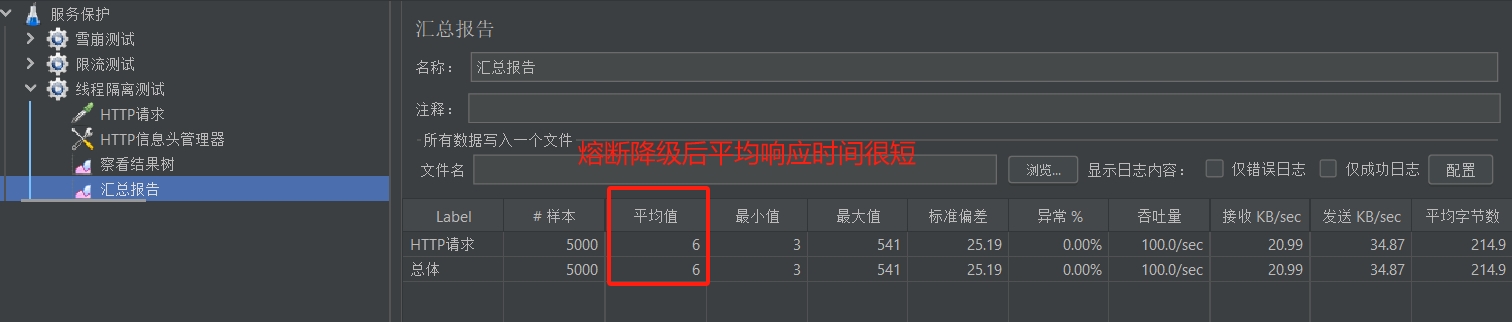 服务保护
雪崩测试
限流测试
线程隔离测试
HTTP请求
HTTP信息头管理器
察看结果树
汇总报告
汇总报告
名称： 汇总报告
注释：
所有数据写入一个文件
熔断降级后平均响应时间很短
文件名 浏览... 显示日志内容： 仅错误日志 仅成功日志 配置
Label # 样本 平均值 最小值 最大值 标准偏差 异常 % 吞吐量 接收 KB/sec 发送 KB/sec 平均字节数
HTTP请求 5000 6 3 541 25.19 0.00% 100.0/sec 20.99 34.87 214.9
总体 5000 6 3 541 25.19 0.00% 100.0/sec 20.99 34.87 214.9